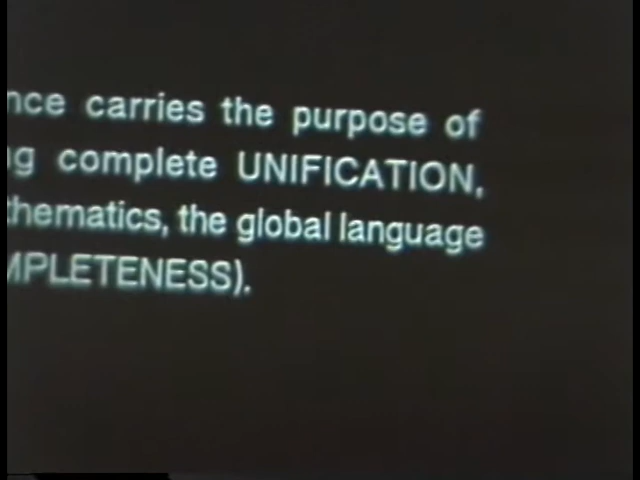 nce carries the purpose of
g complete UNIFICATION,
thematics, the global language
MPLETENESS).